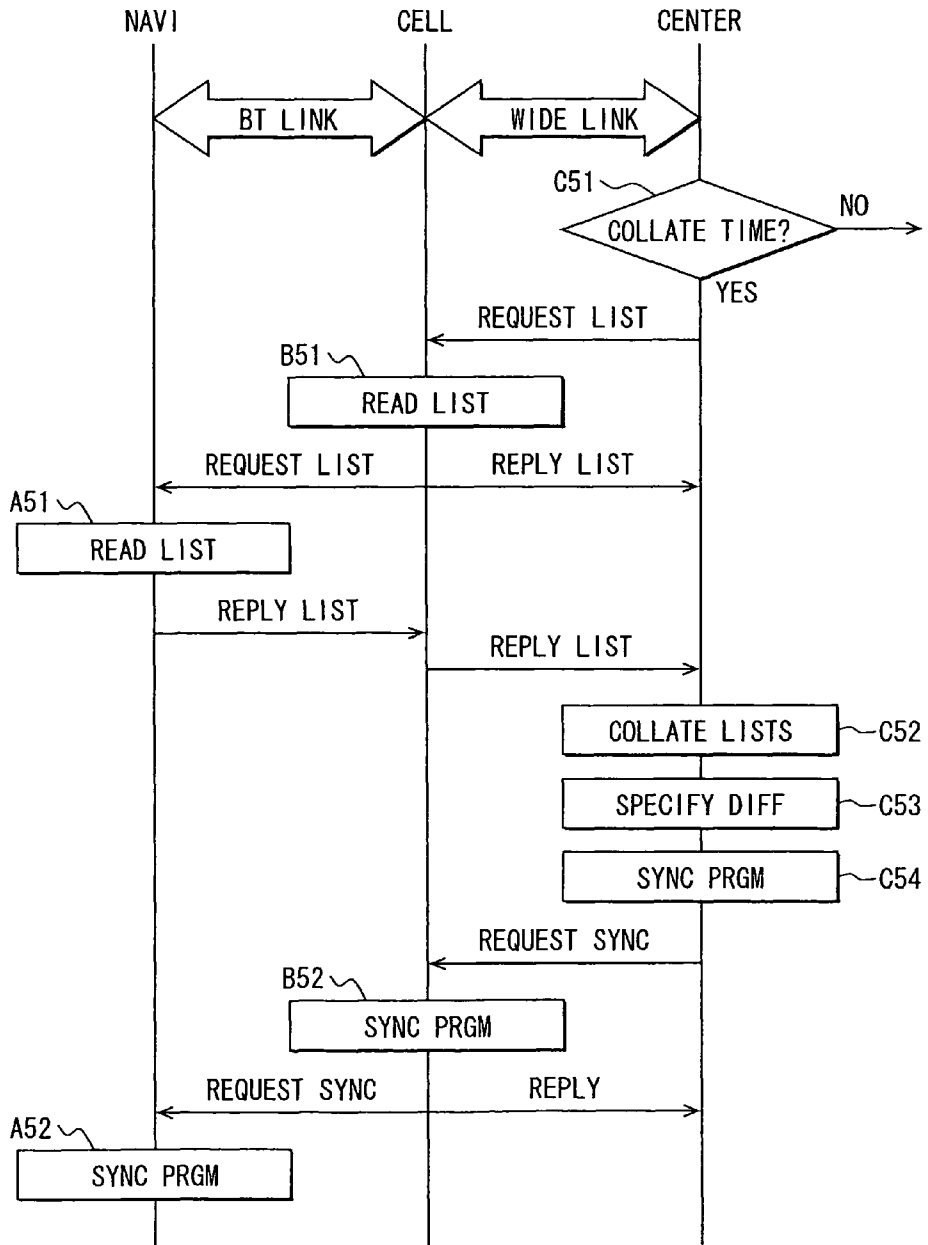 NAVI
CELL
CENTER
BT LINK
WIDE LINK
C51
COLLATE TIME?
NO
YES
REQUEST LIST
B51
READ LIST
REQUEST LIST
REPLY LIST
A51
READ LIST
REPLY LIST
REPLY LIST
COLLATE LISTS
C52
SPECIFY DIFF
C53
SYNC PRGM
C54
REQUEST SYNC
B52
SYNC PRGM
REQUEST SYNC
REPLY
A52
SYNC PRGM